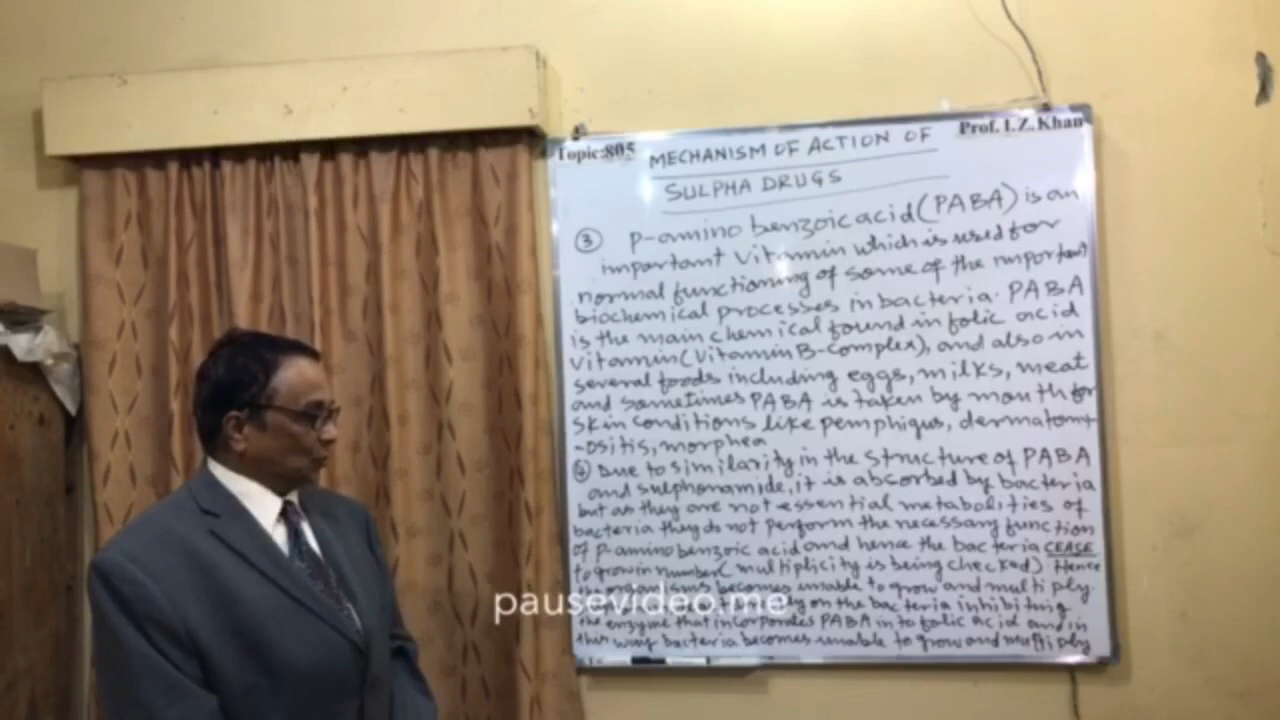 Topic:805 MECHANISM OF ACTION OF Prof. I.Z.Khan
SULPHA DRUGS
③ P-amino benzoic acid (PABA) is an
important vitamin which is used for
normal functioning of some of the important
biochemical processes in bacteria. PABA
is the main chemical found in folic acid
vitamin (Vitamin B-Complex), and also in
several foods including eggs, milks, meat
and sometimes PABA is taken by mouth for
skin conditions like pemphigus, dermatom
-ositis, morphea
④ Due to similarity in the structure of PABA
and sulphonamide, it is absorbed by bacteria
but as they are not essential metabolities of
bacteria they do not perform the necessary function
of p-amino benzoic acid and hence the bacteria CEASE
to grow in number (multiplicity is being checked). Hence
becomes unable to grow and multiply.
on the bacteria inhibiting
the enzyme that incorporates PABA in to folic acid and in
this way bacteria becomes unable to grow and multiply
pausevideo.me